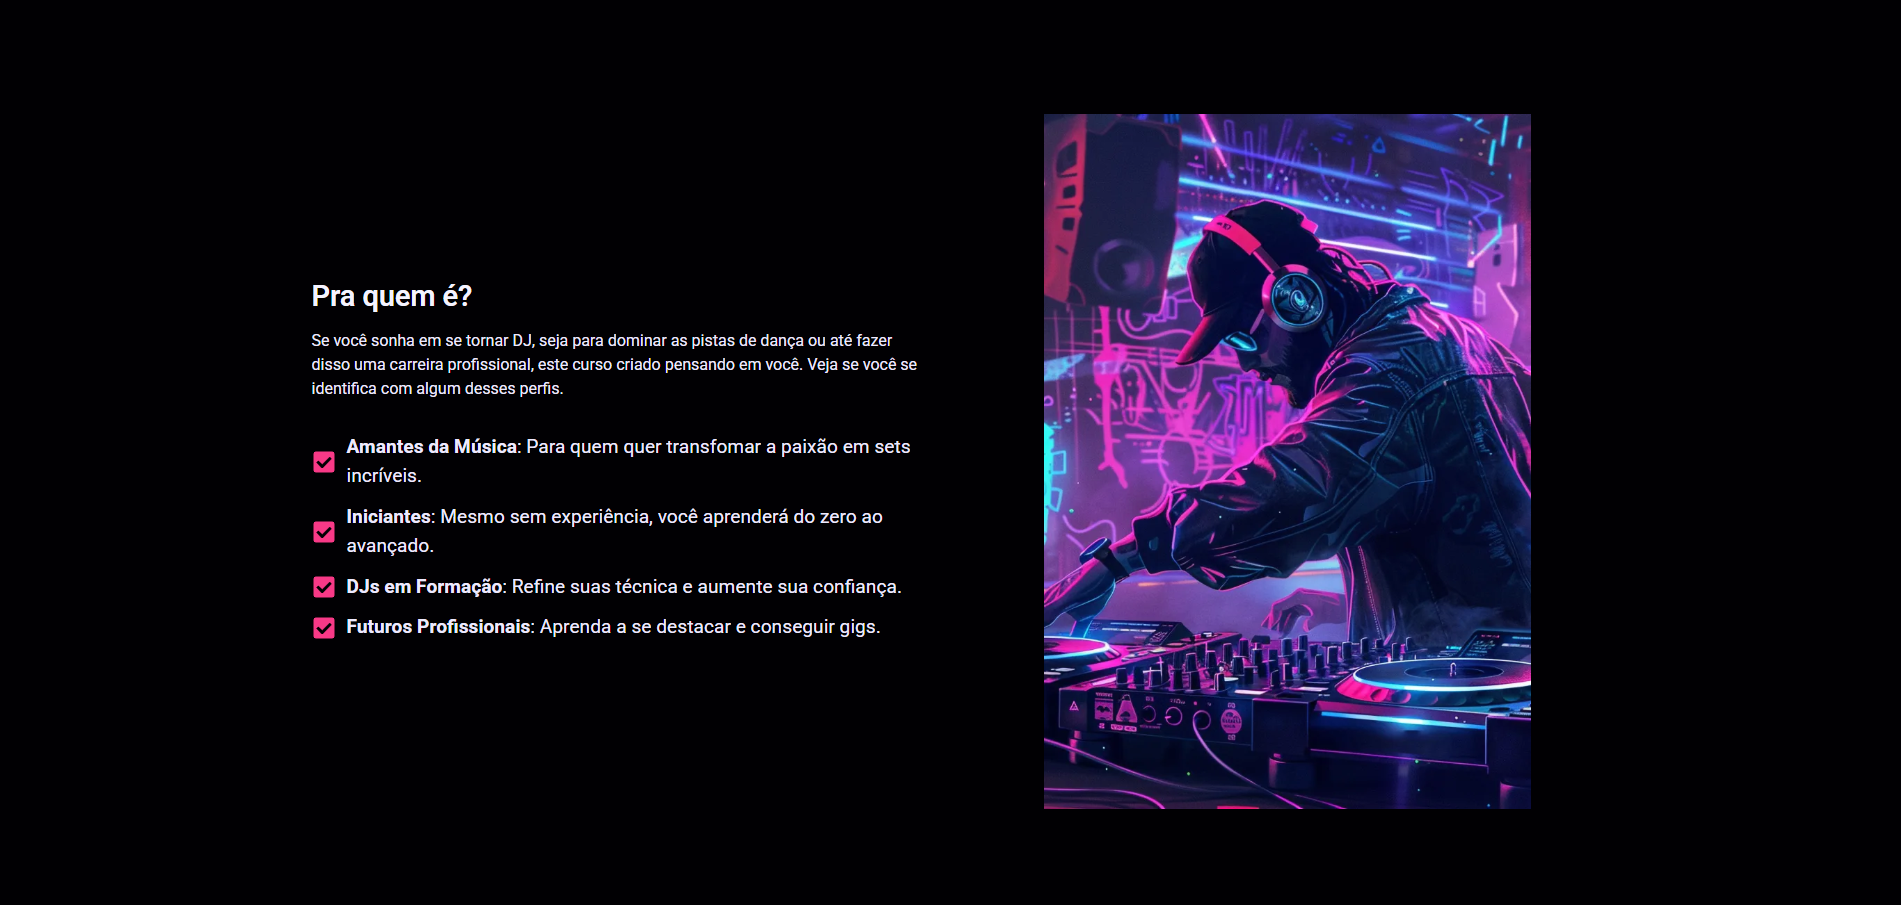 Pra quem é?
Se você sonha em se tornar DJ, seja para dominar as pistas de dança ou até fazer
disso uma carreira profissional, este curso criado pensando em você. Veja se você se
identifica com algum desses perfis.
Amantes da Música: Para quem quer transfomar a paixão em sets
incríveis.
Iniciantes: Mesmo sem experiência, você aprenderá do zero ao
avançado.
DJs em Formação: Refine suas técnica e aumente sua confiança.
Futuros Profissionais: Aprenda a se destacar e conseguir gigs.